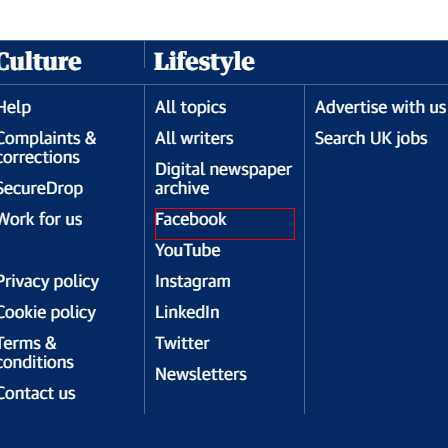 Culture
Lifestyle
Help
Complaints &
corrections
SecureDrop
Work for us
Privacy policy
Cookie policy
Terms &
conditions
Contact us
All topics
All writers
Digital newspaper
archive
Facebook
YouTube
Instagram
LinkedIn
Twitter
Newsletters
Advertise with us
Search UK jobs